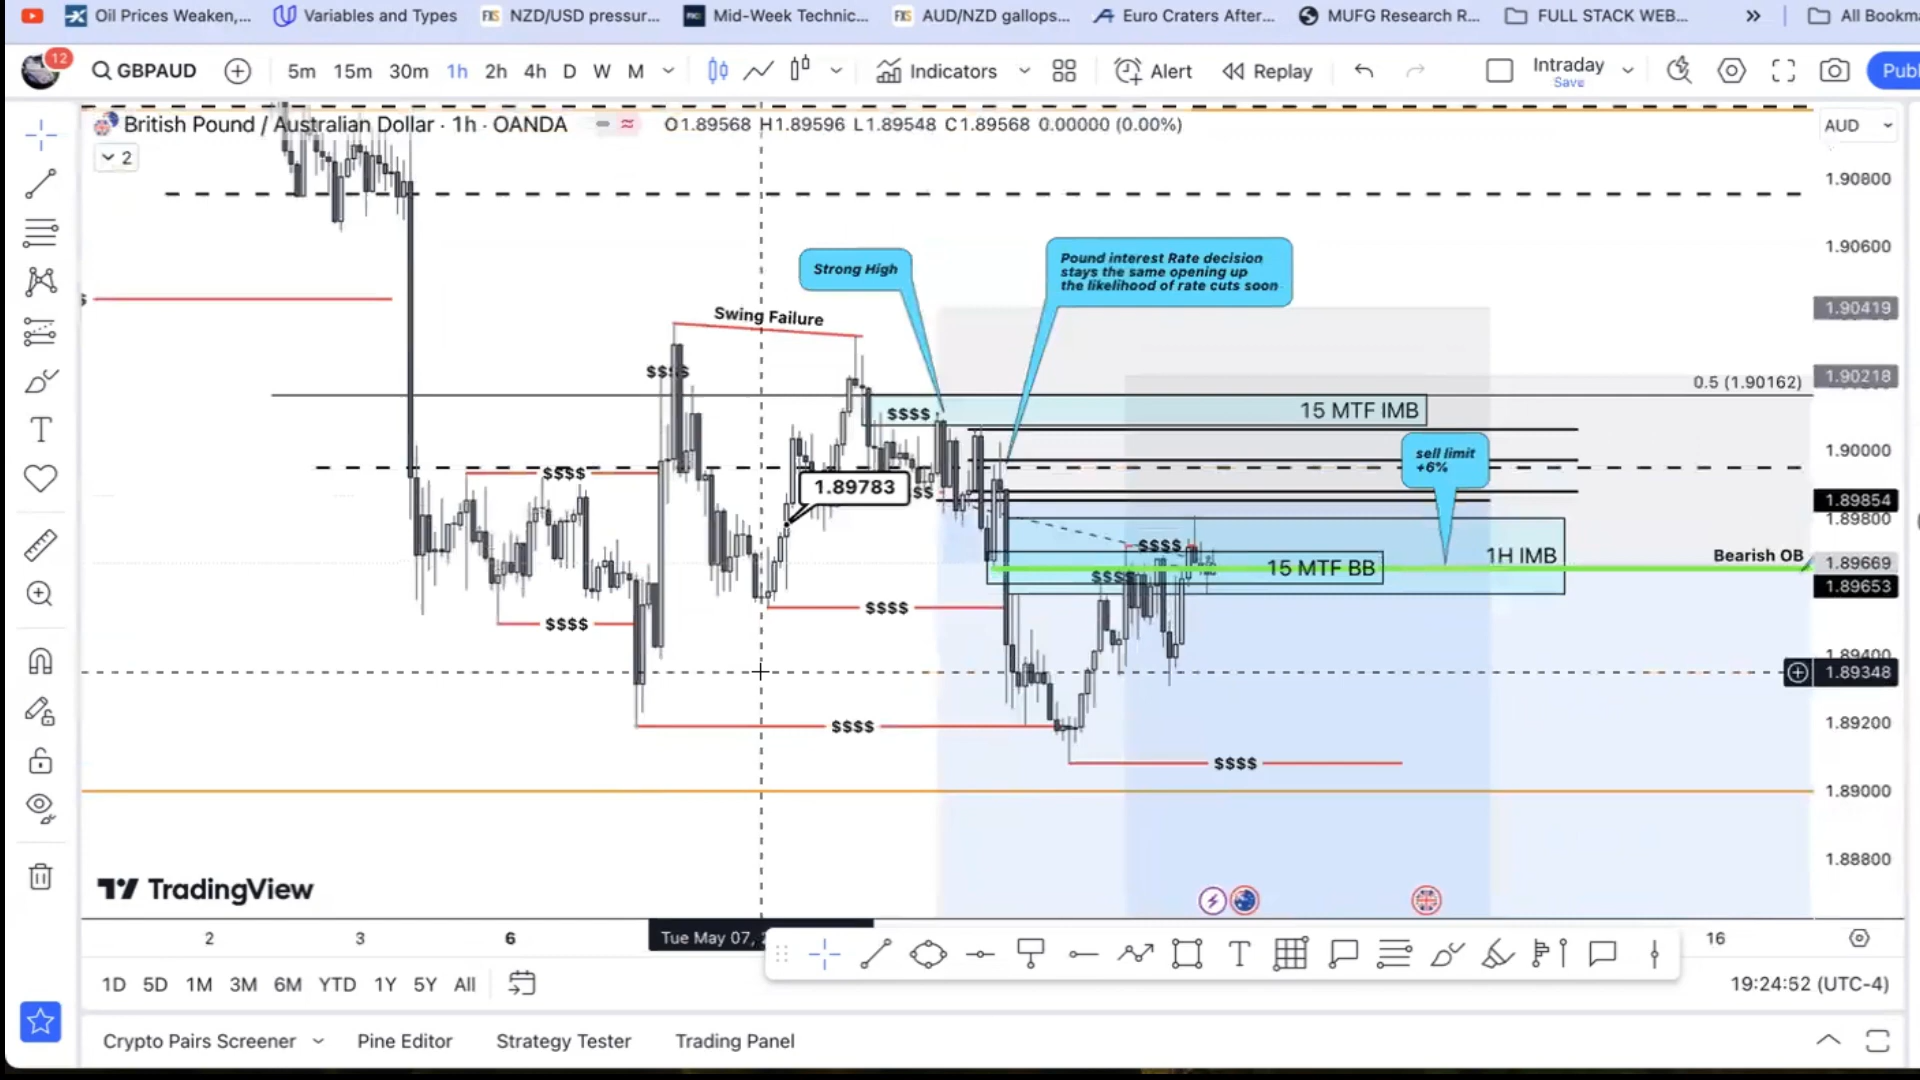 Oil Prices Weaken,...
Variables and Types
FXS NZD/USD pressur...
Mid-Week Technic...
FXS AUD/NZD gallops...
Euro Craters After...
MUFG Research R...
FULL STACK WEB...
»
All Bookma
12
GBPAUD
5m 15m 30m 1h 2h 4h D W M
Indicators
Alert
Replay
Intraday
Save
Publ
British Pound / Australian Dollar · 1h · OANDA
O1.89568 H1.89596 L1.89548 C1.89568 0.00000 (0.00%)
AUD
2
1.90800
1.90600
Strong High
Pound interest Rate decision
stays the same opening up
the likelihood of rate cuts soon
Swing Failure
1.90419
$$$$
0.5 (1.90162)
1.90218
$$$$
15 MTF IMB
sell limit
+6%
1.90000
$$$$
1.89783
$$
1.89854
1.89800
$$$$
1H IMB
Bearish OB
1.89669
$$$$
15 MTF BB
1.89653
$$$$
$$$$
1.89400
1.89348
$$$$
1.89200
$$$$
1.89000
1.88800
TradingView
2 3 6
Tue May 07, 2
16
1D 5D 1M 3M 6M YTD 1Y 5Y All
19:24:52 (UTC-4)
Crypto Pairs Screener
Pine Editor
Strategy Tester
Trading Panel